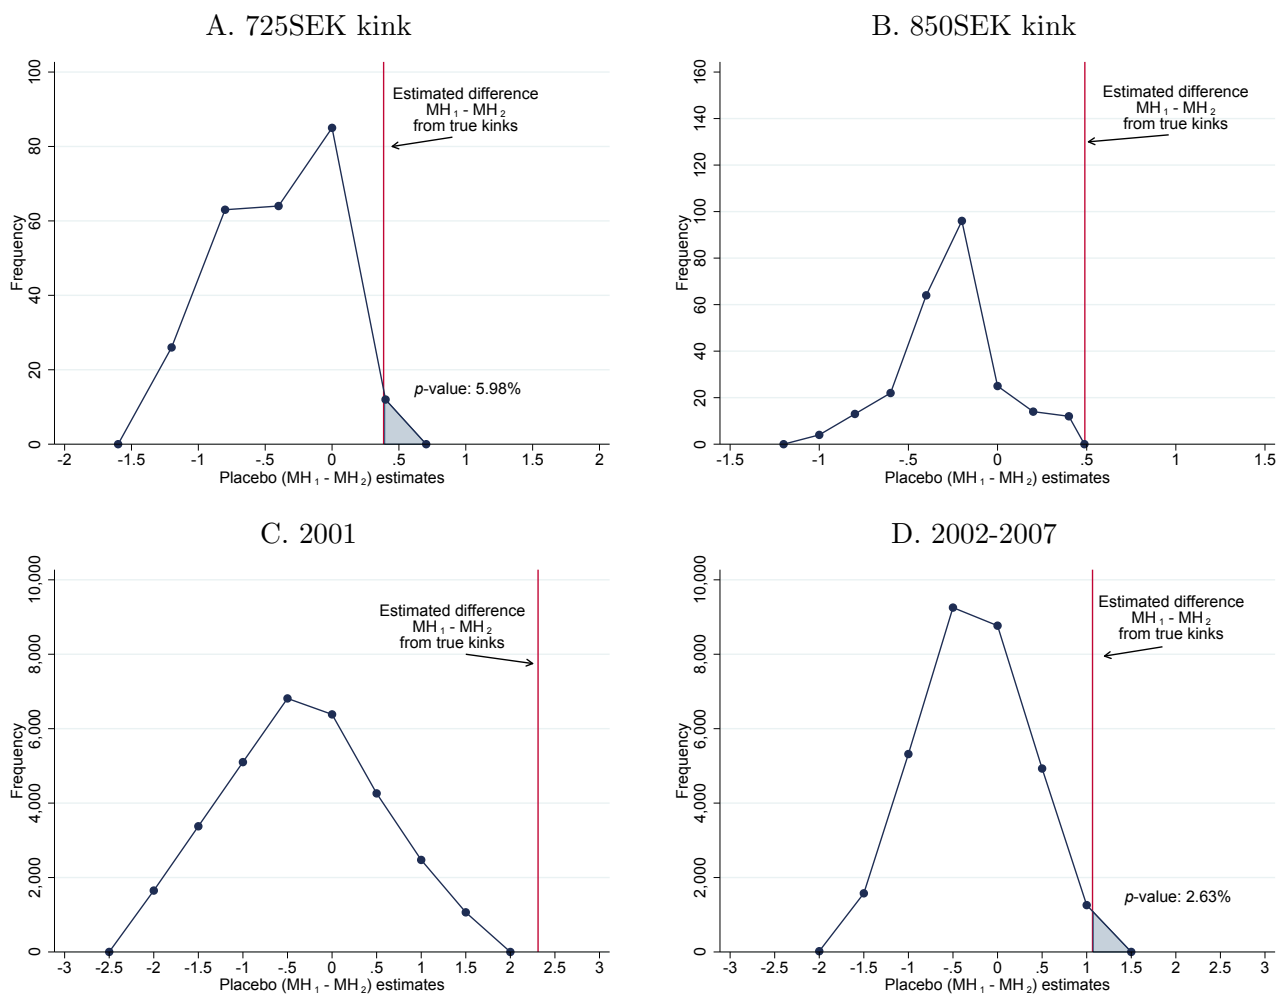 A. 725SEK kink
100
80
60
40
20
0
Frequency
Estimated difference
MH₁ - MH₂
from true kinks
p-value: 5.98%
-2 -1.5 -1 -.5 0 .5 1 1.5 2
Placebo (MH₁ - MH₂) estimates
B. 850SEK kink
160
140
120
100
80
60
40
20
0
Frequency
Estimated difference
MH₁ - MH₂
from true kinks
-1.5 -1 -.5 0 .5 1 1.5
Placebo (MH₁ - MH₂) estimates
C. 2001
10,000
8,000
6,000
4,000
2,000
0
Frequency
Estimated difference
MH₁ - MH₂
from true kinks
-3 -2.5 -2 -1.5 -1 -.5 0 .5 1 1.5 2 2.5 3
Placebo (MH₁ - MH₂) estimates
D. 2002-2007
10,000
8,000
6,000
4,000
2,000
0
Frequency
Estimated difference
MH₁ - MH₂
from true kinks
p-value: 2.63%
-3 -2.5 -2 -1.5 -1 -.5 0 .5 1 1.5 2 2.5 3
Placebo (MH₁ - MH₂) estimates